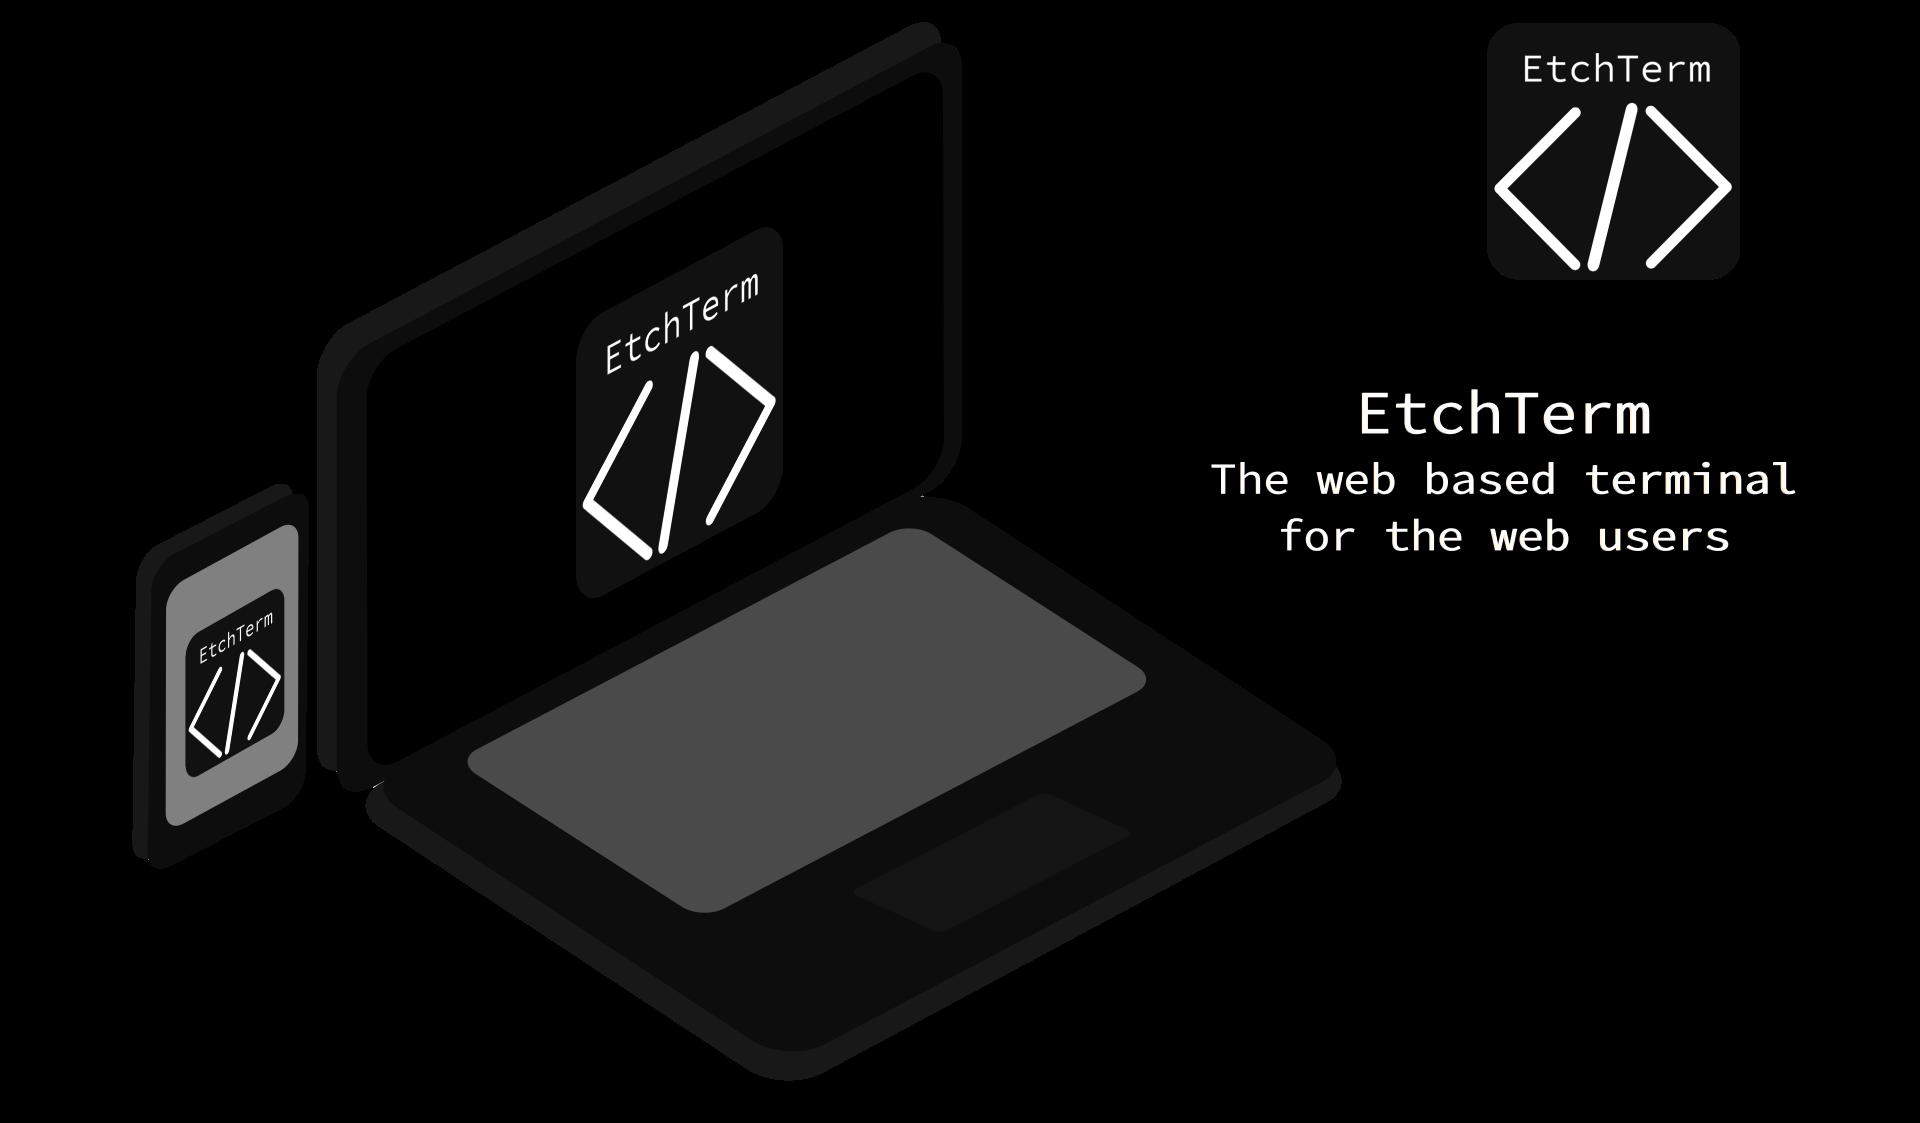 EtchTerm
</>
EtchTerm
The web based terminal
for the web users
EtchTerm
</>
EtchTerm
</>